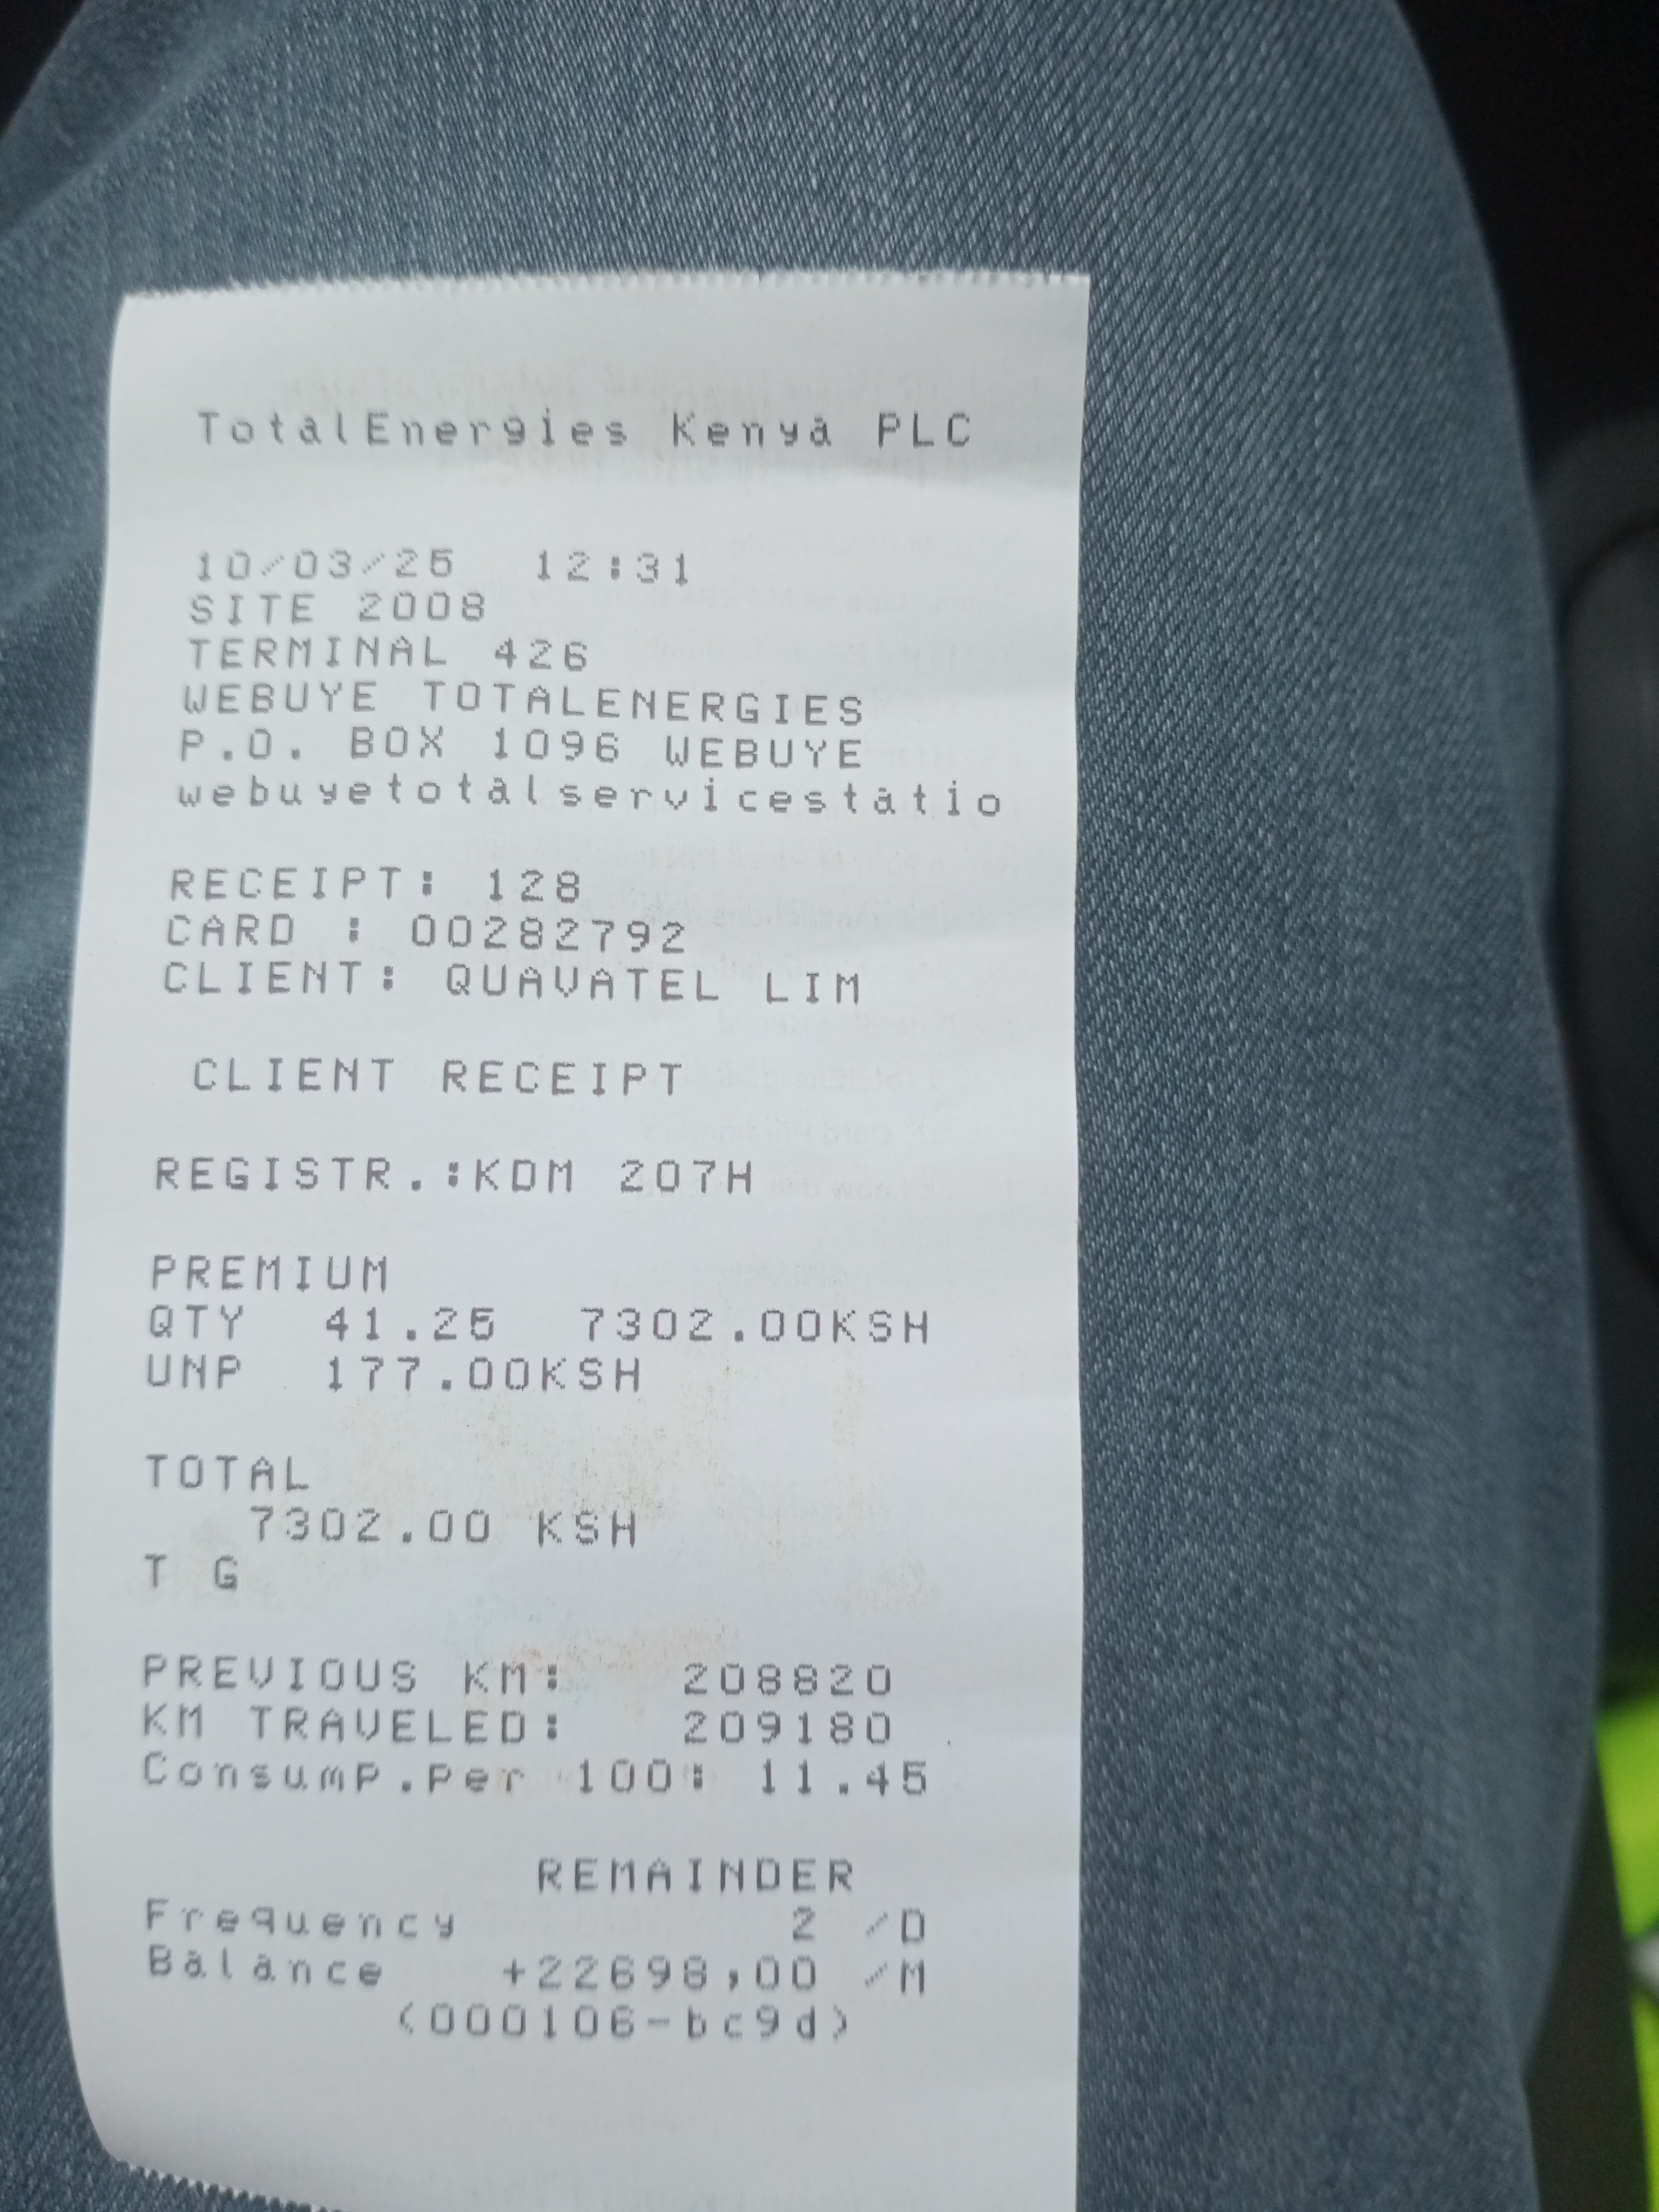 TotalEnergies Kenya PLC
10/03/25 12:31
SITE 2008
TERMINAL 426
WEBUYE TOTALENERGIES
P.O. BOX 1096 WEBUYE
webuyetotalservicestatio
RECEIPT: 128
CARD : 00282792
CLIENT: QUAVATEL LIM
CLIENT RECEIPT
REGISTR.:KDM 207H
PREMIUM
QTY 41.25 7302.00KSH
UNP 177.00KSH
TOTAL
7302.00 KSH
T G
PREVIOUS KM: 208820
KM TRAVELED: 209180
Consump.per 100: 11.45
REMAINDER
Frequency 2 /D
Balance +22698,00 /M
(000106-bc9d)